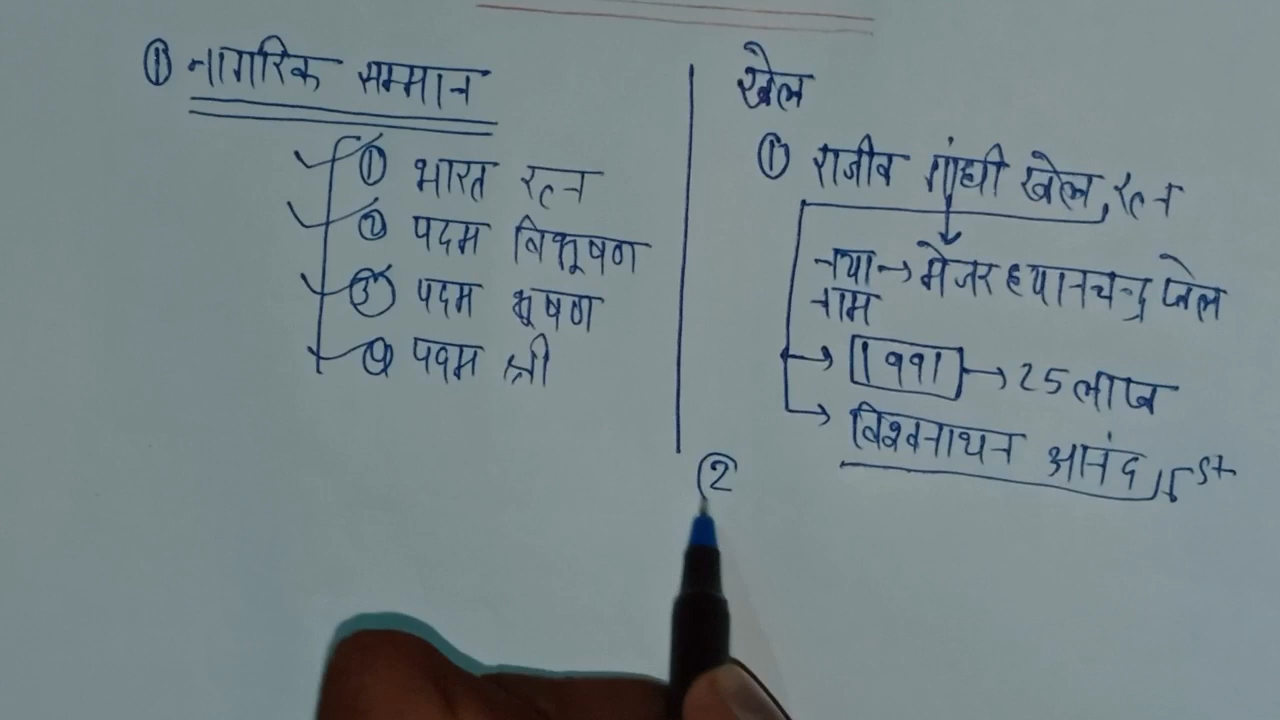 ① नागरिक सम्मान
① भारत रत्न
② पदम विभूषण
③ पदम भूषण
④ पदम श्री
खेल
① राजीव गांधी खेल रत्न
नया → मेजर ध्यानचन्द्र खेल
नाम
→ 1991 → 25 लाख
→ विश्वनाथन आनंद, 1st
②